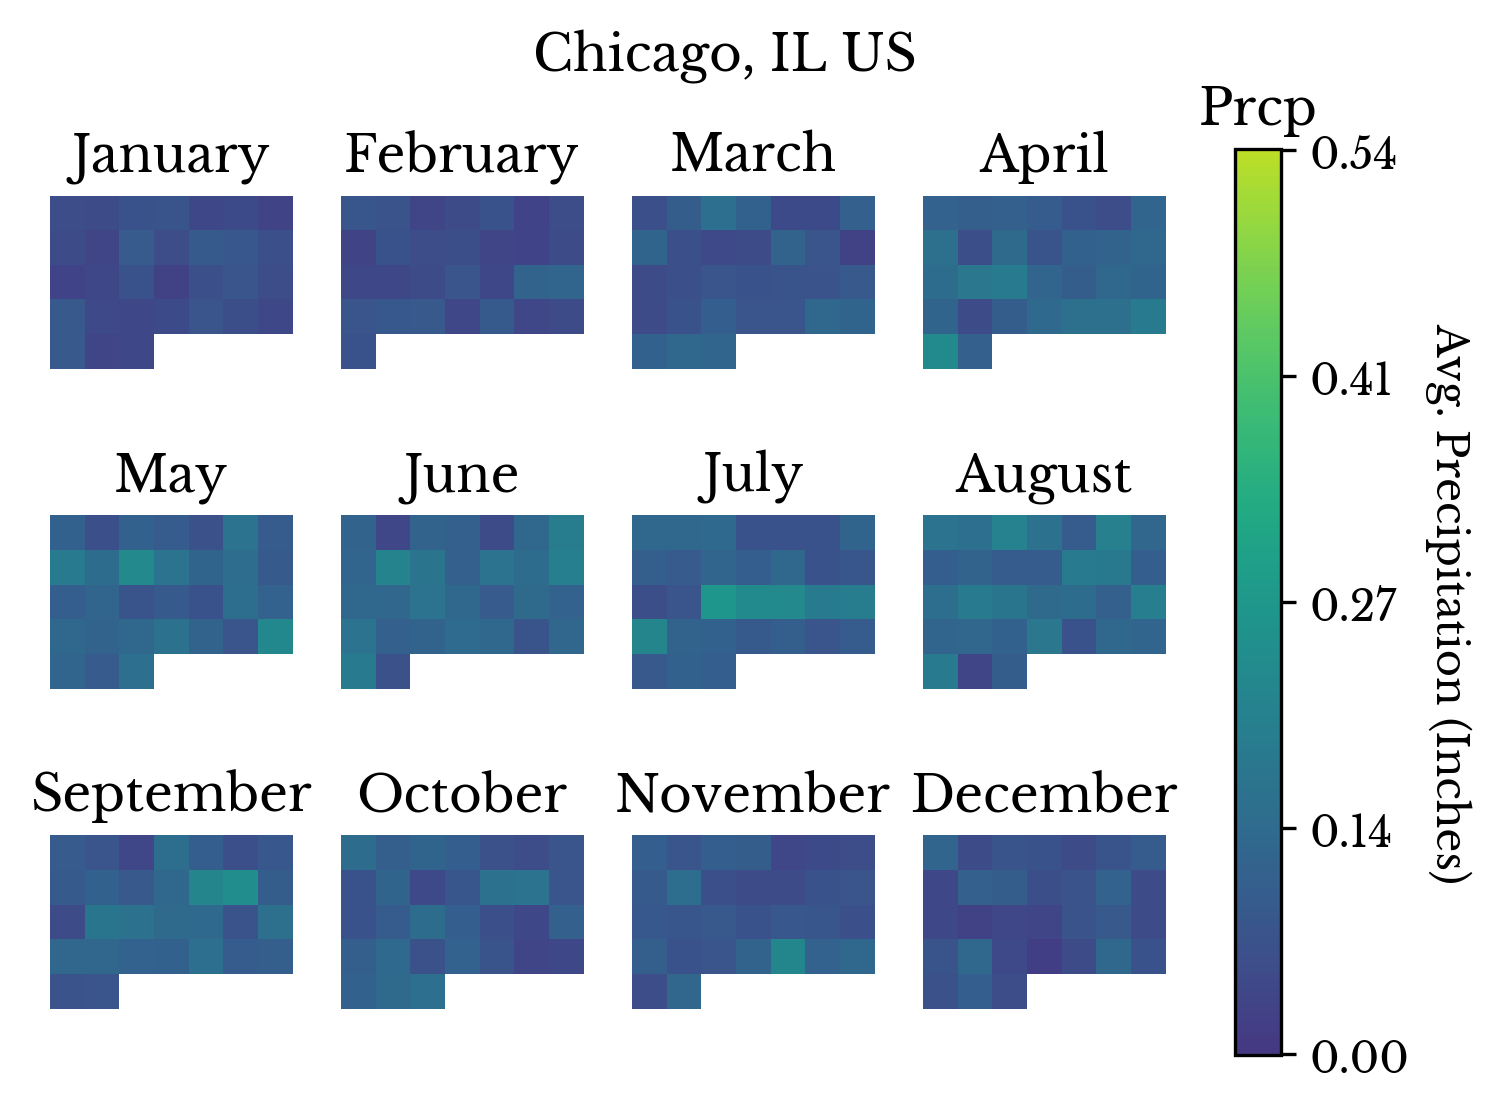 Chicago, IL US
Prcp
January
February
March
April
May
June
July
August
September
October
November
December
0.54
0.41
0.27
0.14
0.00
Avg. Precipitation (Inches)